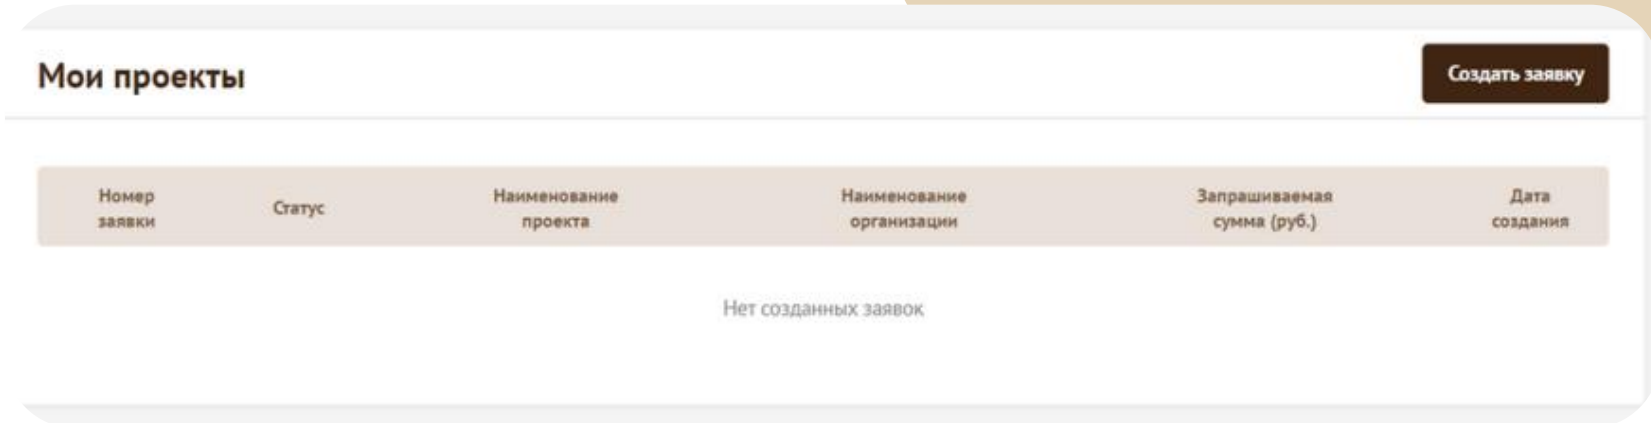 Мои проекты
Создать заявку
Номер
заявки
Статус
Наименование
проекта
Наименование
организации
Запрашиваемая
сумма (руб.)
Дата
создания
Нет созданных заявок